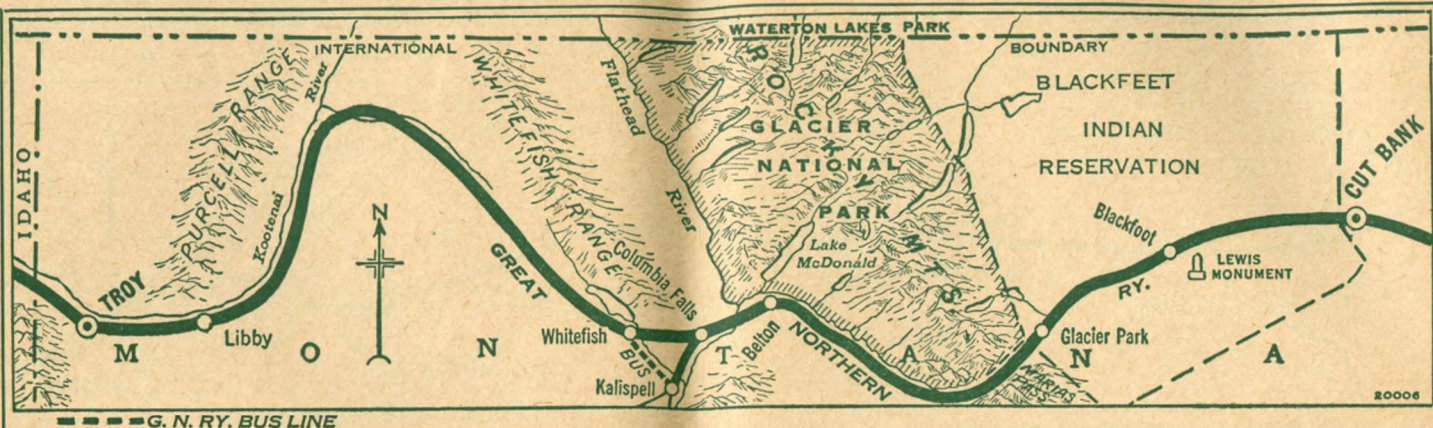 WATERTON LAKES PARK
INTERNATIONAL
BOUNDARY
IDAHO
PURCELL RANGE
River
Kootenai
WHITEFISH RANGE
Flathead
River
ROCKY MTS
GLACIER
NATIONAL
PARK
BLACKFEET
INDIAN
RESERVATION
CUT BANK
N
Lake
McDonald
Blackfoot
LEWIS
MONUMENT
TROY
Libby
GREAT
NORTHERN
RY.
Whitefish
Columbia Falls
Belton
Glacier Park
BUS
Kalispell
MARIAS
PASS
MONTANA
20006
G. N. RY. BUS LINE